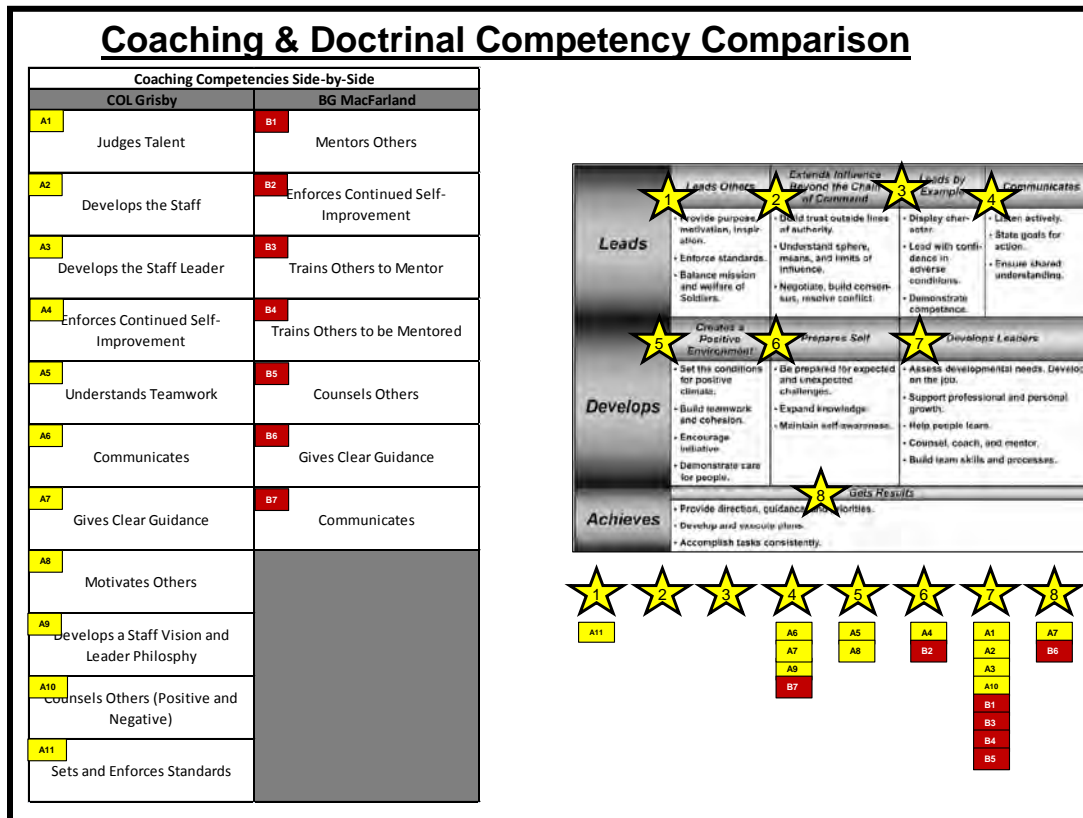 Coaching & Doctrinal Competency Comparison
Coaching Competencies Side-by-Side
COL Grisby
BG MacFarland
A1
Judges Talent
B1
Mentors Others
A2
Develops the Staff
B2
Enforces Continued Self-
Improvement
A3
Develops the Staff Leader
B3
Trains Others to Mentor
A4
Enforces Continued Self-
Improvement
B4
Trains Others to be Mentored
A5
Understands Teamwork
B5
Counsels Others
A6
Communicates
B6
Gives Clear Guidance
A7
Gives Clear Guidance
B7
Communicates
A8
Motivates Others
A9
Develops a Staff Vision and
Leader Philosphy
A10
Counsels Others (Positive and
Negative)
A11
Sets and Enforces Standards
Leads
1
Leads Others
• Provide purpose,
motivation, inspir-
ation.
• Enforce standards.
• Balance mission
and welfare of
Soldiers.
2
Extends Influence
Beyond the Chain
of Command
• Build trust outside lines
of authority.
• Understand sphere,
means, and limits of
influence.
• Negotiate, build consen-
sus, resolve conflict.
3
Leads by
Example
• Display char-
acter.
• Lead with confi-
dence in
adverse
conditions.
• Demonstrate
competence.
4
Communicates
• Listen actively.
• State goals for
action.
• Ensure shared
understanding.
Develops
5
Creates a
Positive
Environment
• Set the conditions
for positive
climate.
• Build teamwork
and cohesion.
• Encourage
initiative.
• Demonstrate care
for people.
6
Prepares Self
• Be prepared for expected
and unexpected
challenges.
• Expand knowledge.
• Maintain self-awareness.
7
Develops Leaders
• Assess developmental needs. Develop
on the job.
• Support professional and personal
growth.
• Help people learn.
• Counsel, coach, and mentor.
• Build team skills and processes.
Achieves
8
Gets Results
• Provide direction, guidance, and priorities.
• Develop and execute plans.
• Accomplish tasks consistently.
1 2 3 4 5 6 7 8
A11 A6 A5 A4 A1 A7
A7 A8 B2 A2 B6
A9 A3
B7 A10
B1
B3
B4
B5